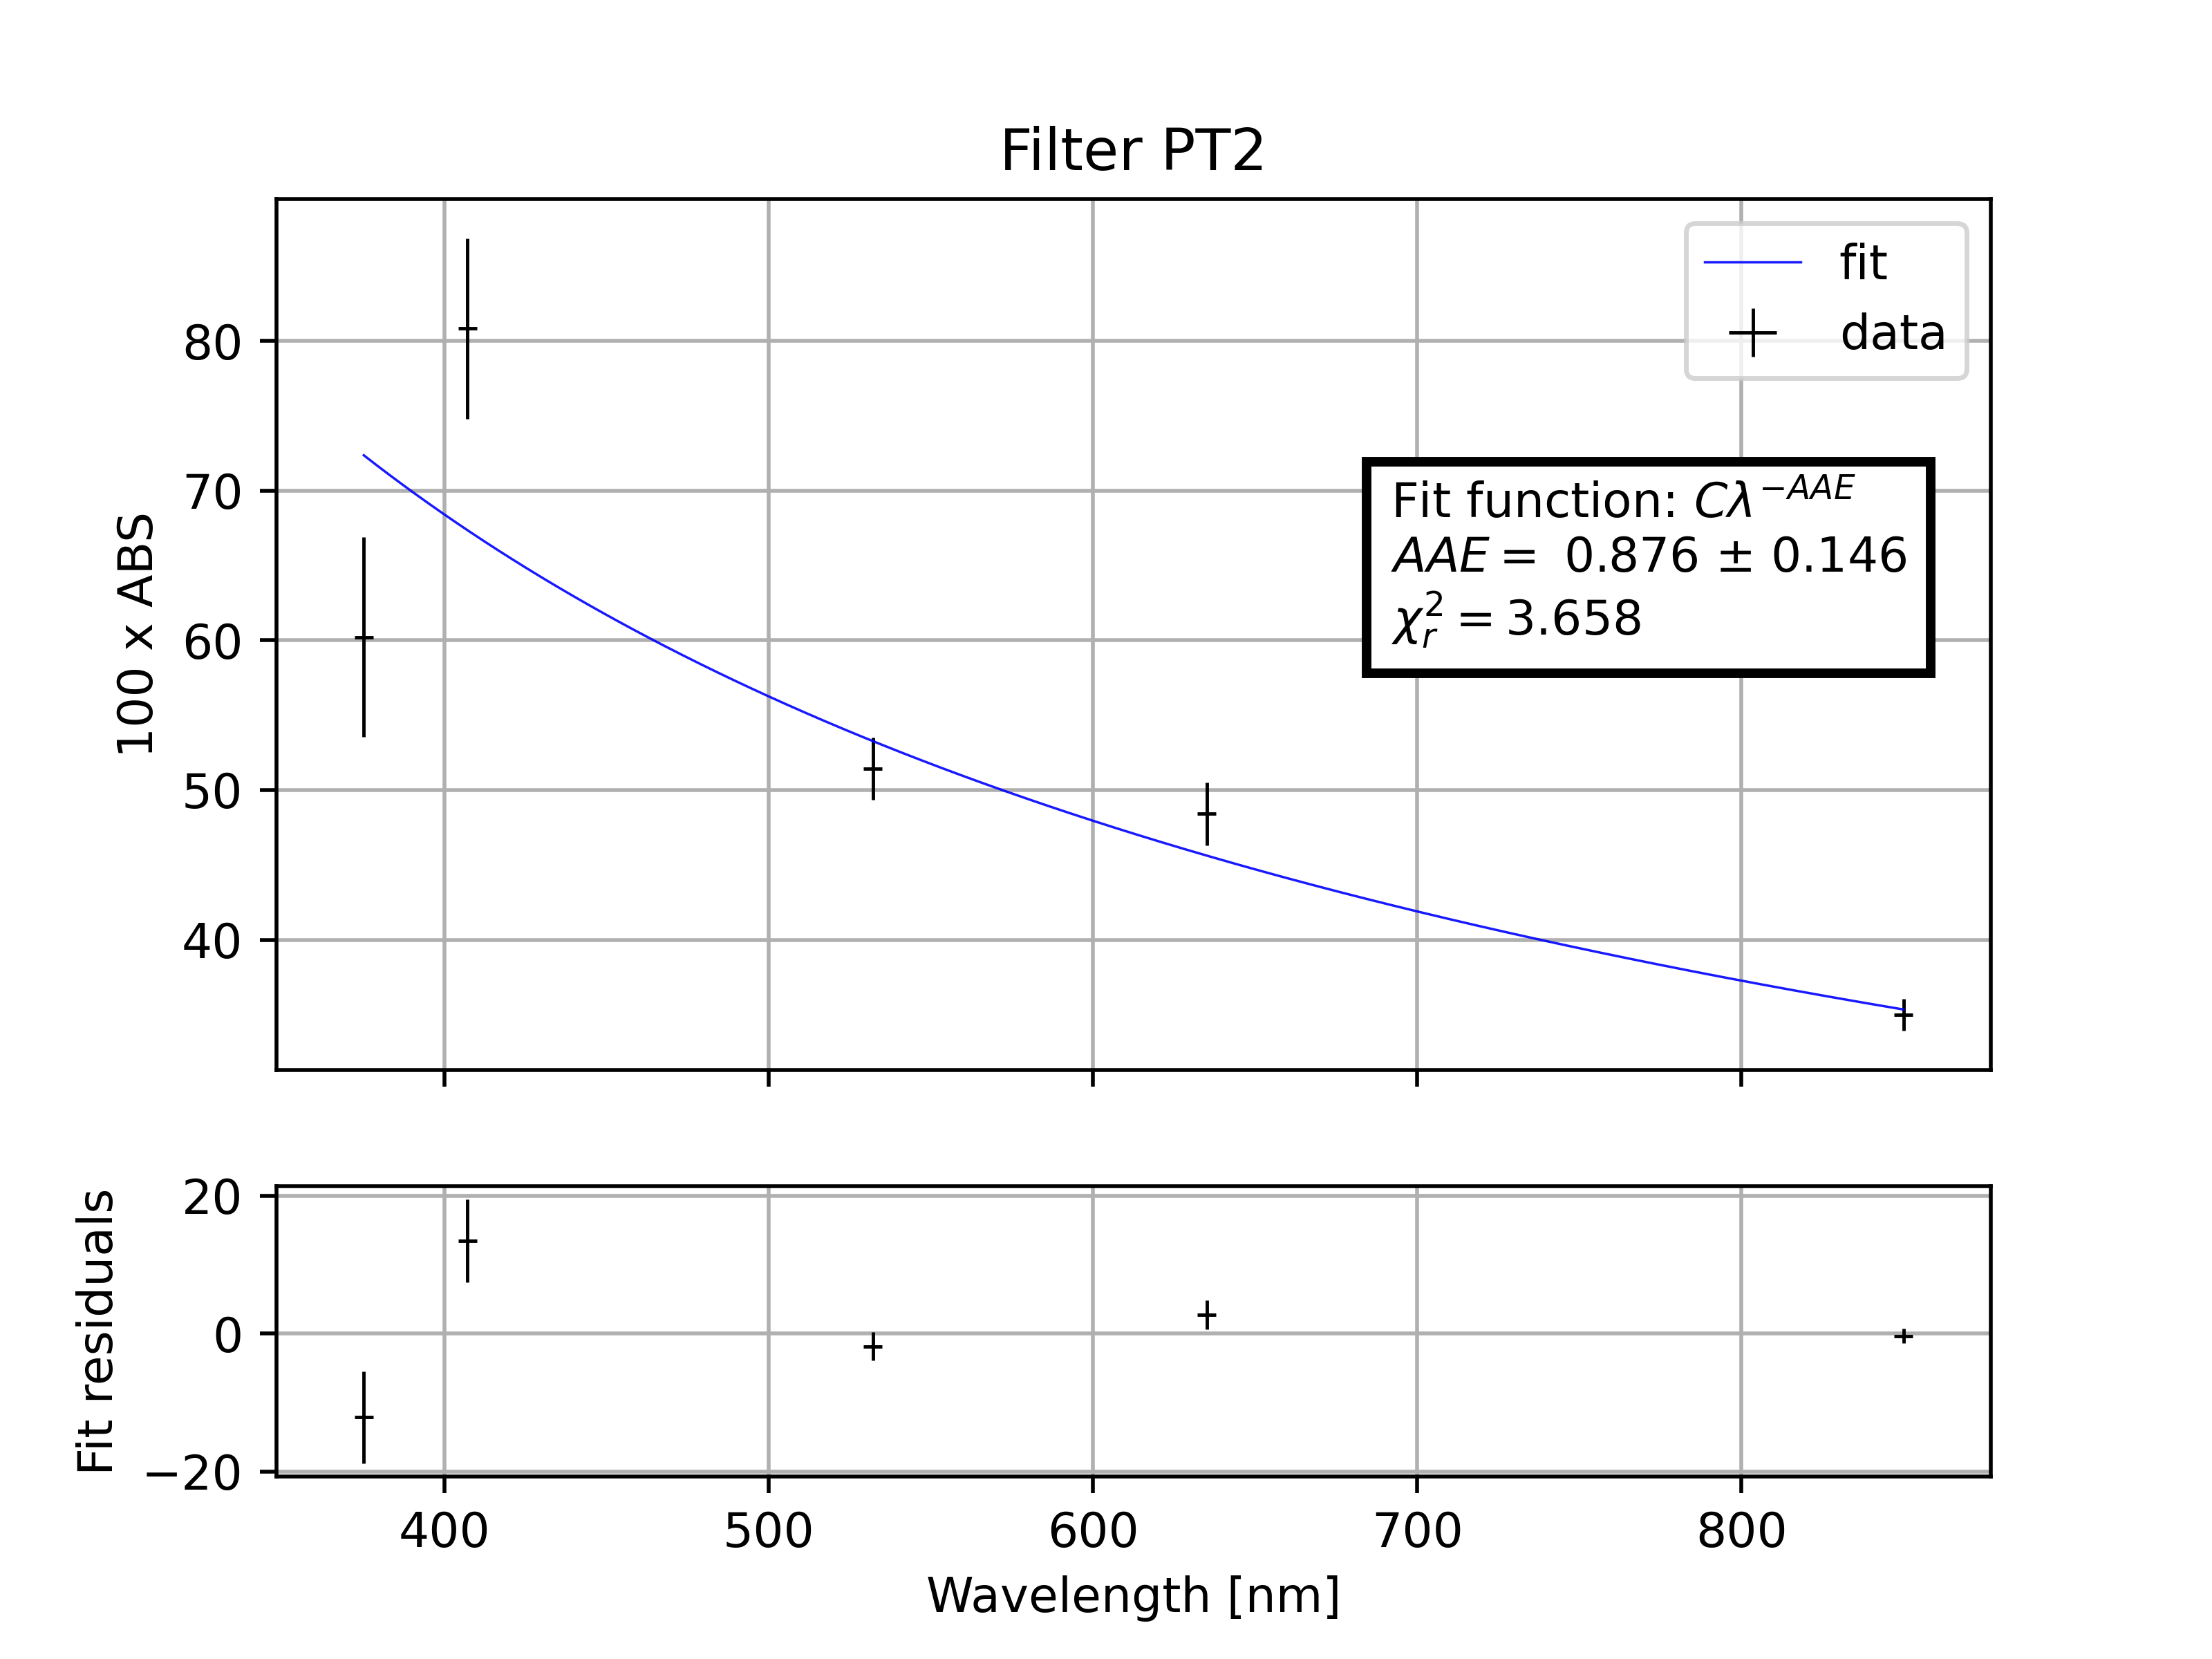 Filter PT2
100 x ABS
80
70
60
50
40
fit
data
Fit function: Cλ^−AAE
AAE = 0.876 ± 0.146
χ²ᵣ = 3.658
Fit residuals
20
0
−20
400 500 600 700 800
Wavelength [nm]